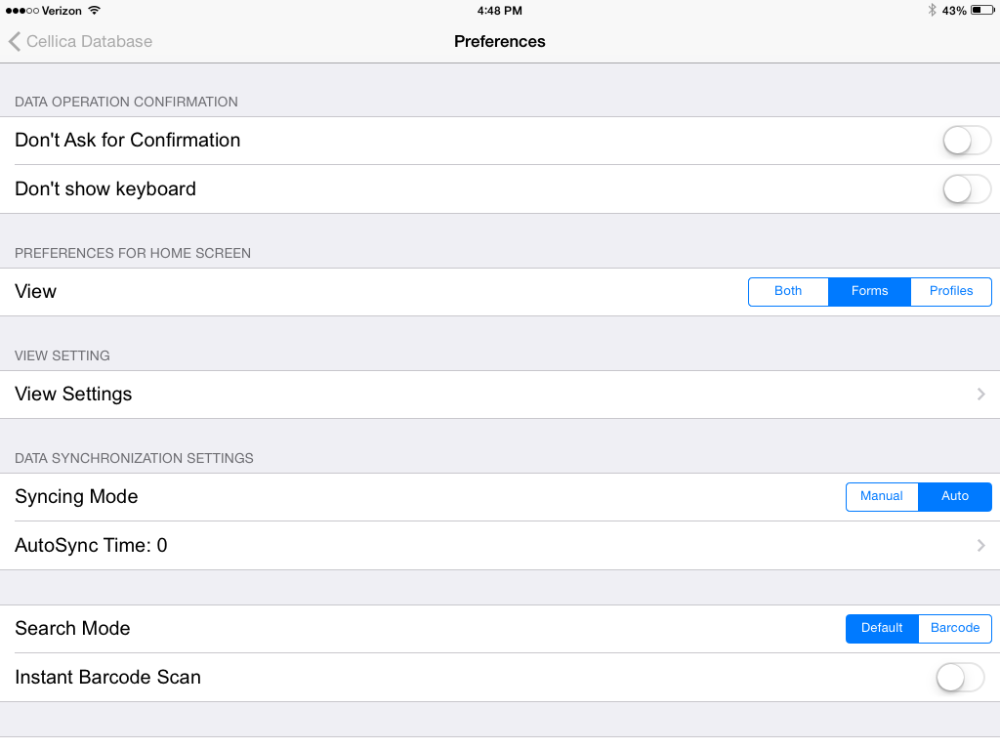 Verizon 4:48 PM 43%
Cellica Database Preferences
DATA OPERATION CONFIRMATION
Don't Ask for Confirmation
Don't show keyboard
PREFERENCES FOR HOME SCREEN
View Both Forms Profiles
VIEW SETTING
View Settings
DATA SYNCHRONIZATION SETTINGS
Syncing Mode Manual Auto
AutoSync Time: 0
Search Mode Default Barcode
Instant Barcode Scan